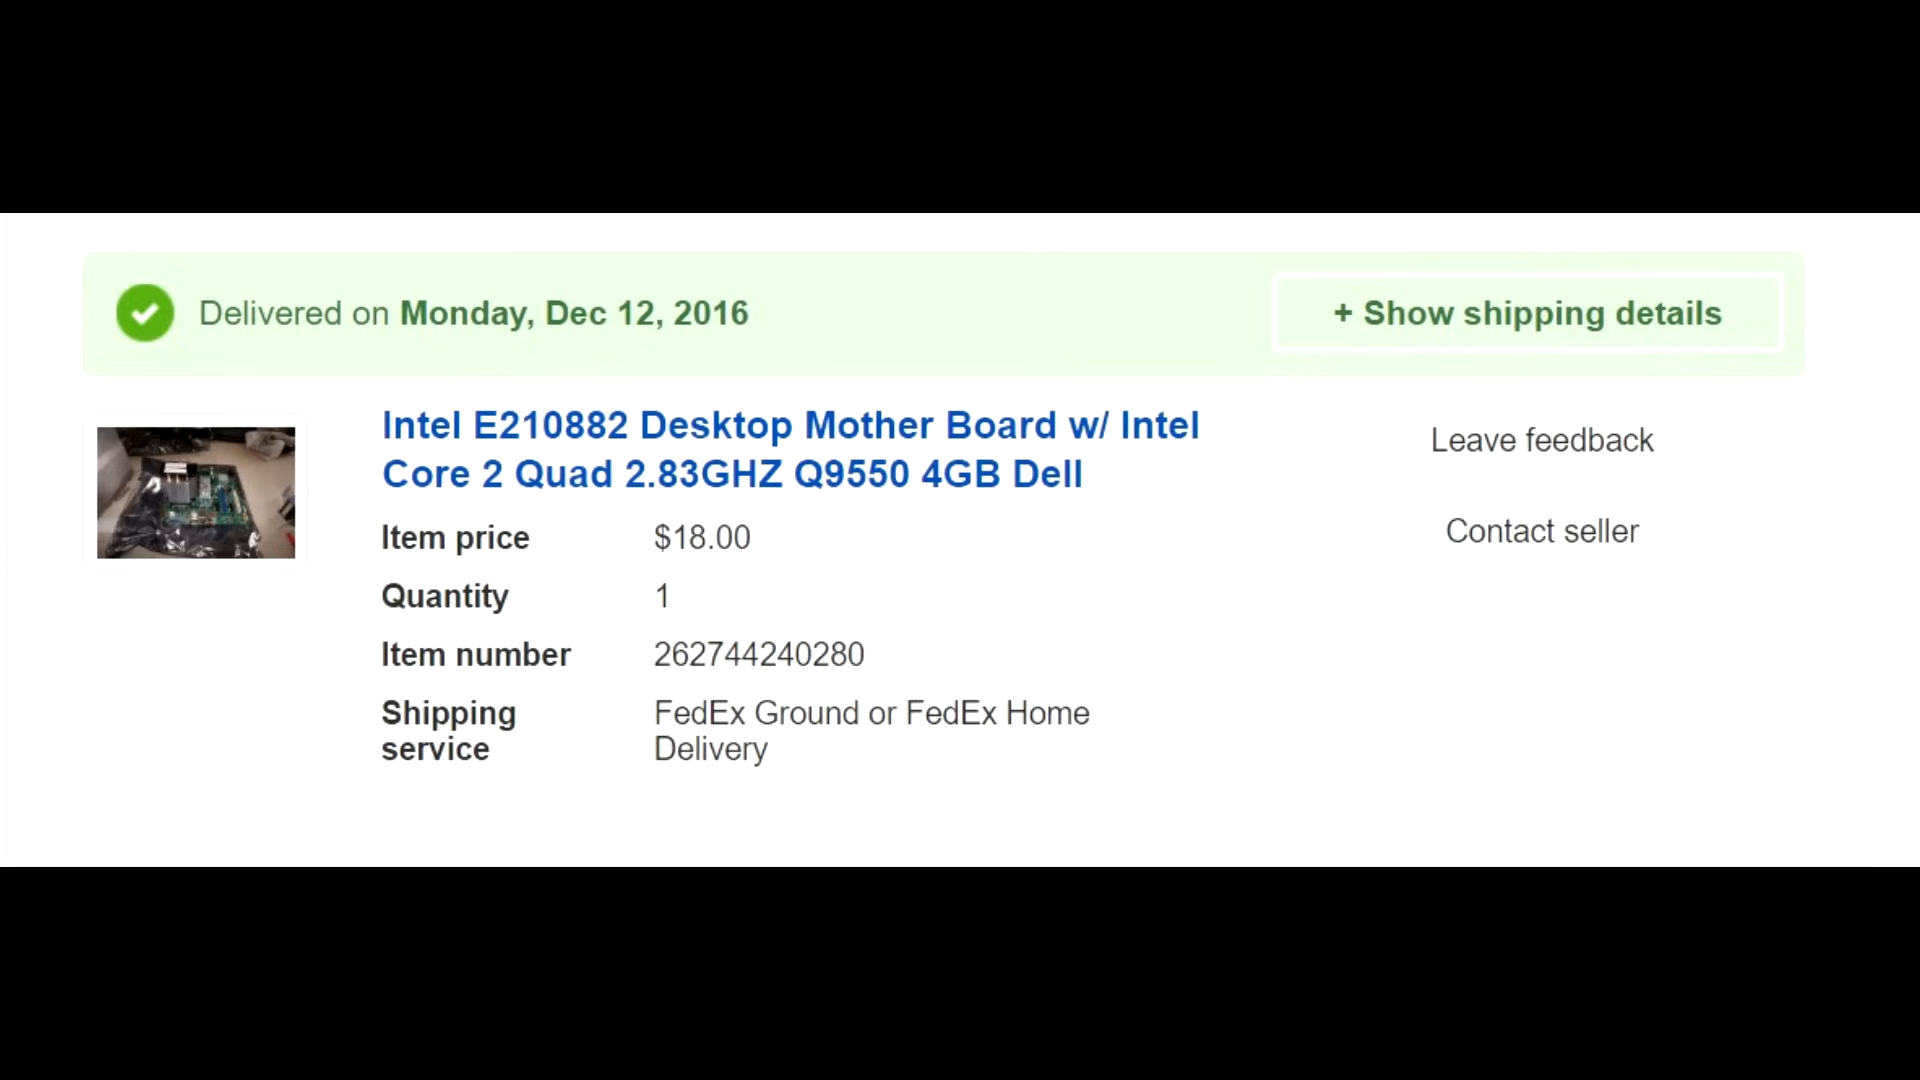 Delivered on Monday, Dec 12, 2016
+ Show shipping details
Intel E210882 Desktop Mother Board w/ Intel
Core 2 Quad 2.83GHZ Q9550 4GB Dell
Item price $18.00
Quantity 1
Item number 262744240280
Shipping
service
FedEx Ground or FedEx Home
Delivery
Leave feedback
Contact seller